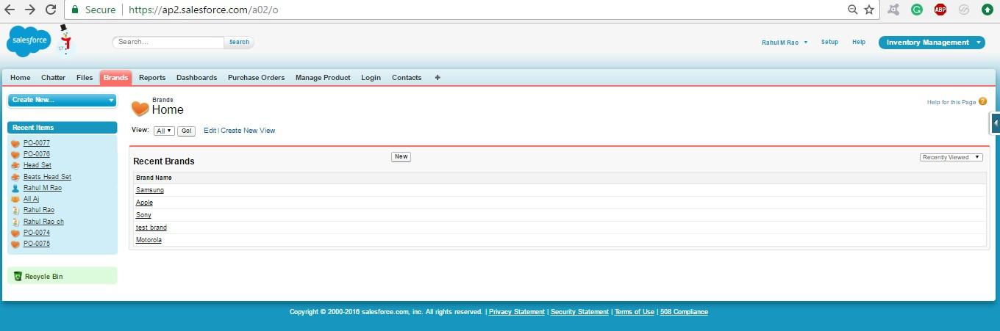 Secure | https://ap2.salesforce.com/a02/o
ABP
salesforce
'17
Search...
Search
Rahul M Rao
Setup
Help
Inventory Management
Home Chatter Files Brands Reports Dashboards Purchase Orders Manage Product Login Contacts +
Create New...
Brands
Home
Help for this Page ?
View: All Go! Edit | Create New View
Recent Items
PO-0077
PO-0076
Head Set
Beats Head Set
Rahul M Rao
All Aj
Rahul Rao
Rahul Rao ch
PO-0074
PO-0075
Recycle Bin
Recent Brands
New
Recently Viewed
Brand Name
Samsung
Apple
Sony
test brand
Motorola
Copyright © 2000-2016 salesforce.com, inc. All rights reserved. | Privacy Statement | Security Statement | Terms of Use | 508 Compliance